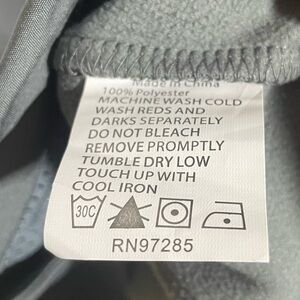 Made in China
100% Polyester
MACHINE WASH COLD
WASH REDS AND
DARKS SEPARATELY
DO NOT BLEACH
REMOVE PROMPTLY
TUMBLE DRY LOW
TOUCH UP WITH
COOL IRON
30C
RN97285